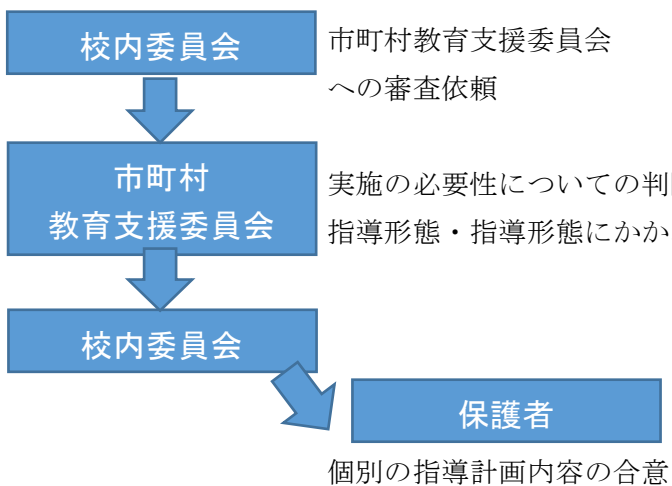 校内委員会
市町村教育支援委員会
への審査依頼
市町村
教育支援委員会
実施の必要性についての判
指導形態・指導形態にかか
校内委員会
保護者
個別の指導計画内容の合意